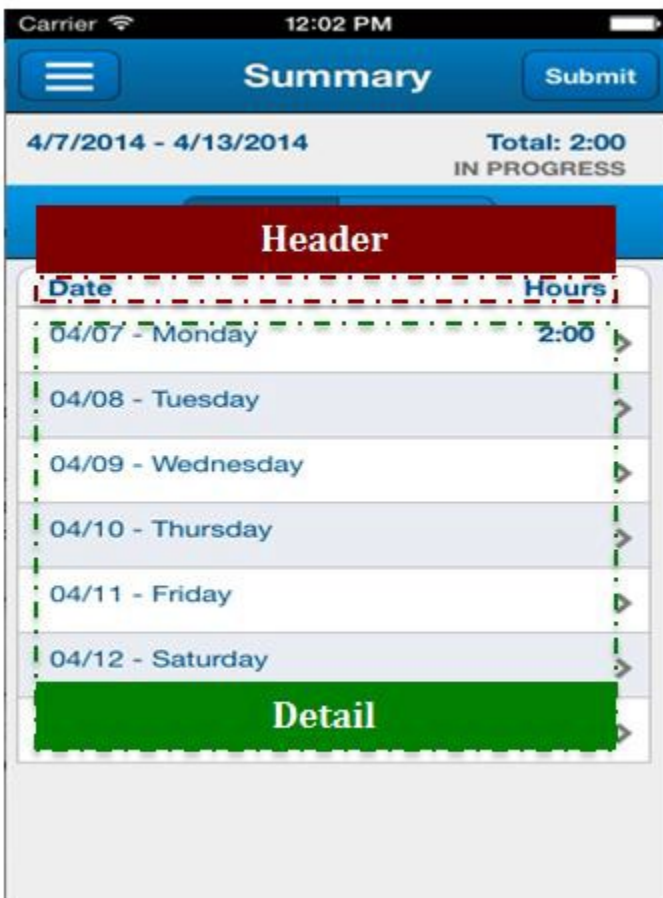 Carrier 12:02 PM
Summary Submit
4/7/2014 - 4/13/2014 Total: 2:00
IN PROGRESS
Header
Date Hours
04/07 - Monday 2:00
04/08 - Tuesday
04/09 - Wednesday
04/10 - Thursday
04/11 - Friday
04/12 - Saturday
Detail